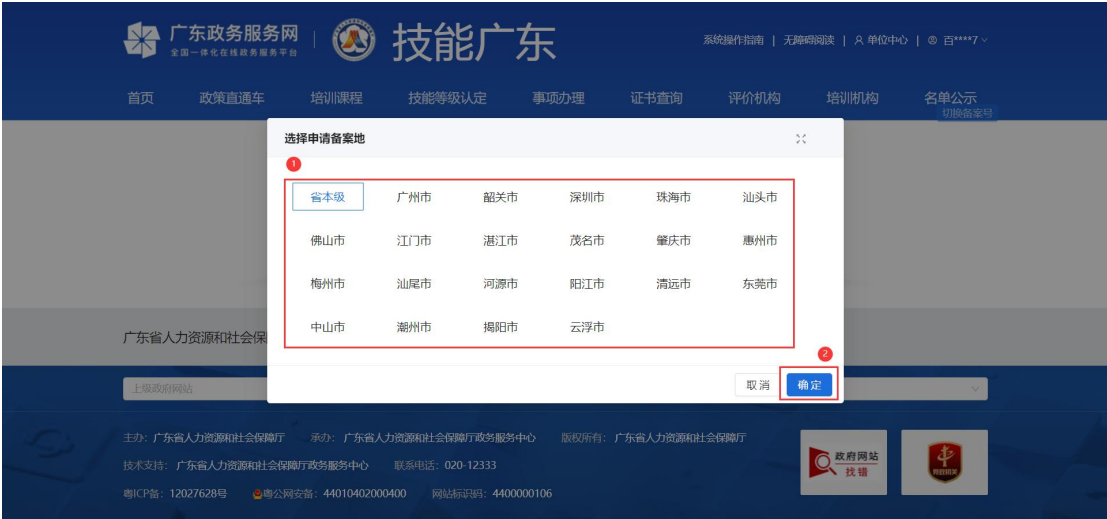 广东政务服务网
全国一体化在线政务服务平台
技能广东
系统操作指南 | 无障碍阅读 | 单位中心 | 百****7
首页 政策直通车 培训课程 技能等级认定 事项办理 证书查询 评价机构 培训机构 名单公示
切换备案号
选择申请备案地
1
省本级 广州市 韶关市 深圳市 珠海市 汕头市
佛山市 江门市 湛江市 茂名市 肇庆市 惠州市
梅州市 汕尾市 河源市 阳江市 清远市 东莞市
中山市 潮州市 揭阳市 云浮市
广东省人力资源和社会保
2
取消 确定
上级政府网站
主办：广东省人力资源和社会保障厅 承办：广东省人力资源和社会保障厅政务服务中心 版权所有：广东省人力资源和社会保障厅
技术支持：广东省人力资源和社会保障厅政务服务中心 联系电话：020-12333
粤ICP备：12027628号 粤公网安备：44010402000400 网站标识码：4400000106
政府网站
找错
党政机关